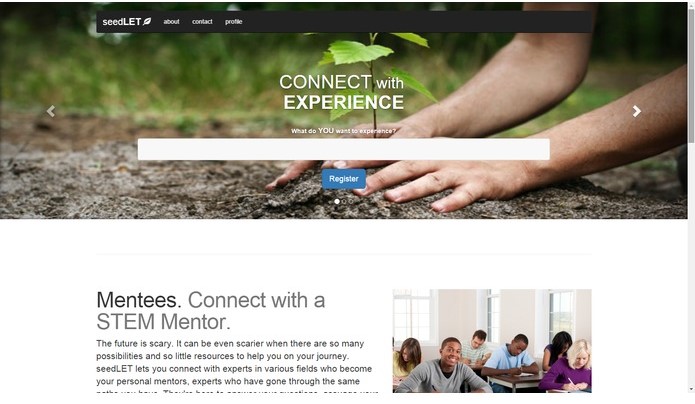 seedLET
about
contact
profile
CONNECT with
EXPERIENCE
What do YOU want to experience?
Register
Mentees. Connect with a
STEM Mentor.
The future is scary. It can be even scarier when there are so many
possibilities and so little resources to help you on your journey.
seedLET lets you connect with experts in various fields who become
your personal mentors, experts who have gone through the same